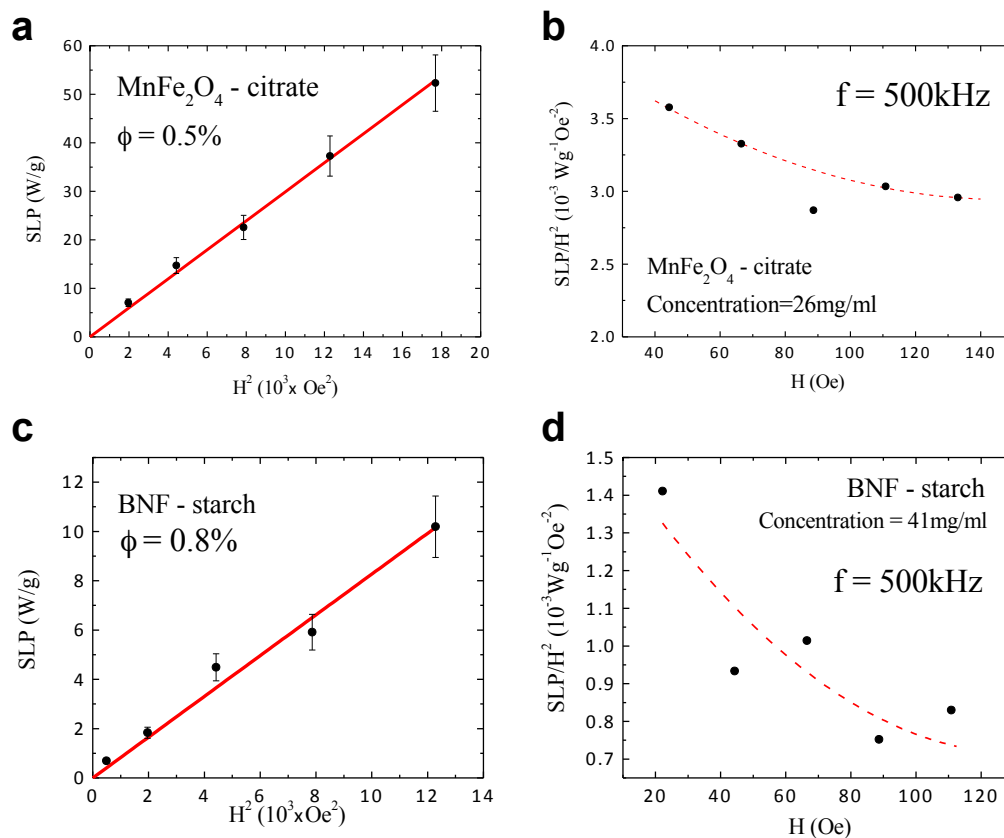 a
60
50
40
30
20
10
0
SLP (W/g)
MnFe₂O₄ - citrate
ϕ = 0.5%
0 2 4 6 8 10 12 14 16 18 20
H² (10³× Oe²)
b
4.0
3.5
3.0
2.5
2.0
SLP/H² (10⁻³ Wg⁻¹Oe⁻²)
f = 500kHz
MnFe₂O₄ - citrate
Concentration=26mg/ml
40 60 80 100 120 140
H (Oe)
c
12
10
8
6
4
2
0
SLP (W/g)
BNF - starch
ϕ = 0.8%
0 2 4 6 8 10 12 14
H² (10³×Oe²)
d
1.5
1.4
1.3
1.2
1.1
1.0
0.9
0.8
0.7
SLP/H² (10⁻³Wg⁻¹Oe⁻²)
BNF - starch
Concentration = 41mg/ml
f = 500kHz
20 40 60 80 100 120
H (Oe)